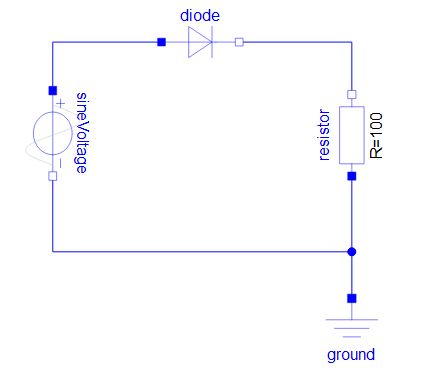 diode
sineVoltage
+
–
resistor
R=100
ground